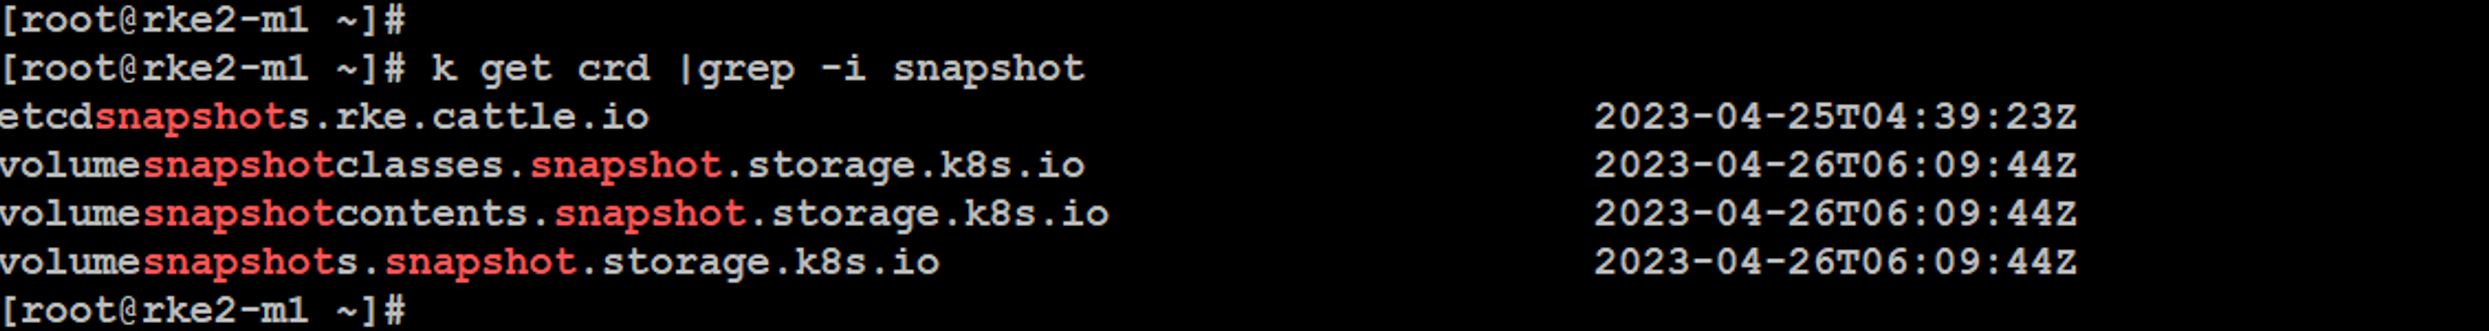 [root@rke2-m1 ~]#
[root@rke2-m1 ~]# k get crd |grep -i snapshot
etcdsnapshots.rke.cattle.io 2023-04-25T04:39:23Z
volumesnapshotclasses.snapshot.storage.k8s.io 2023-04-26T06:09:44Z
volumesnapshotcontents.snapshot.storage.k8s.io 2023-04-26T06:09:44Z
volumesnapshots.snapshot.storage.k8s.io 2023-04-26T06:09:44Z
[root@rke2-m1 ~]#